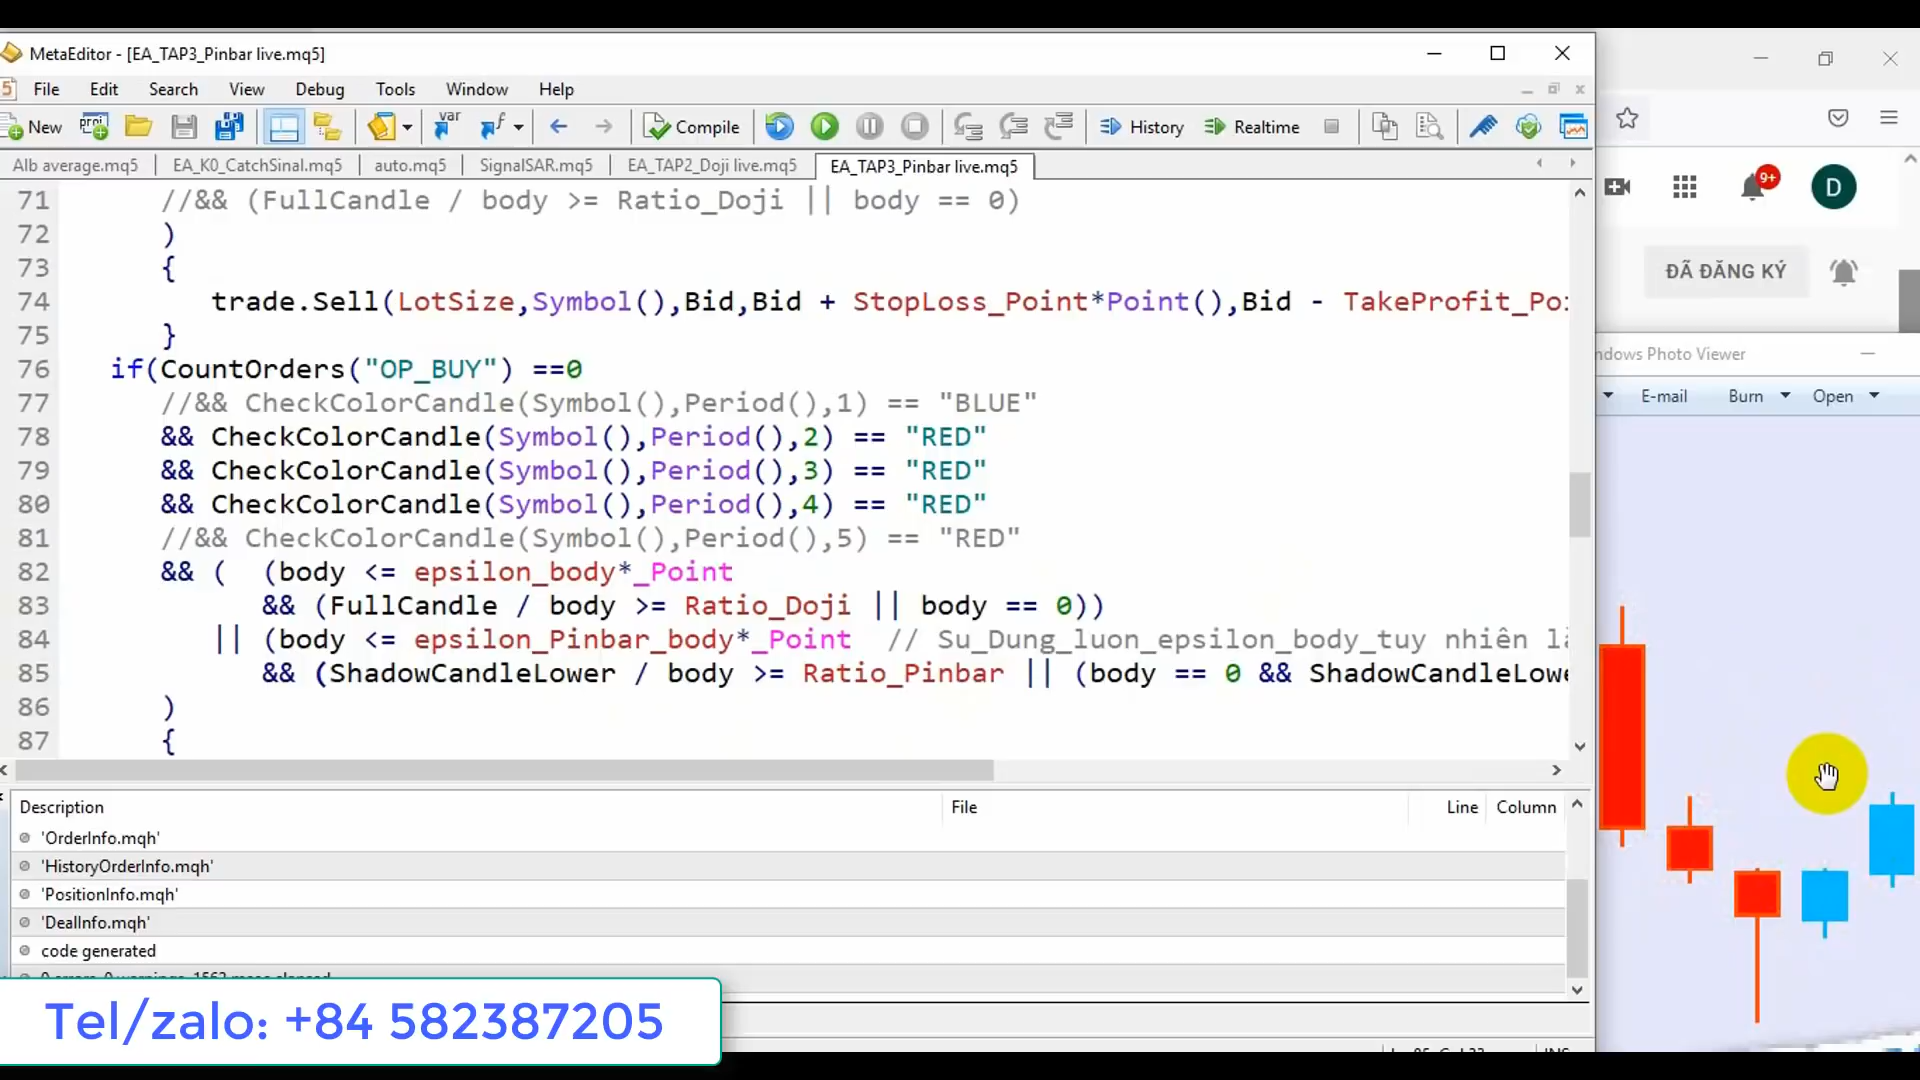 MetaEditor - [EA_TAP3_Pinbar live.mq5]
File Edit Search View Debug Tools Window Help
New Compile History Realtime
Alb average.mq5 EA_K0_CatchSinal.mq5 auto.mq5 SignalSAR.mq5 EA_TAP2_Doji live.mq5 EA_TAP3_Pinbar live.mq5
71 //&& (FullCandle / body >= Ratio_Doji || body == 0)
72 )
73 {
74 trade.Sell(LotSize,Symbol(),Bid,Bid + StopLoss_Point*Point(),Bid - TakeProfit_Poi
75 }
76 if(CountOrders("OP_BUY") ==0
77 //&& CheckColorCandle(Symbol(),Period(),1) == "BLUE"
78 && CheckColorCandle(Symbol(),Period(),2) == "RED"
79 && CheckColorCandle(Symbol(),Period(),3) == "RED"
80 && CheckColorCandle(Symbol(),Period(),4) == "RED"
81 //&& CheckColorCandle(Symbol(),Period(),5) == "RED"
82 && ( (body <= epsilon_body*_Point
83 && (FullCandle / body >= Ratio_Doji || body == 0))
84 || (body <= epsilon_Pinbar_body*_Point // Su_Dung_luon_epsilon_body_tuy nhiên là
85 && (ShadowCandleLower / body >= Ratio_Pinbar || (body == 0 && ShadowCandleLowe
86 )
87 {
Description File Line Column
'OrderInfo.mqh'
'HistoryOrderInfo.mqh'
'PositionInfo.mqh'
'DealInfo.mqh'
code generated
Tel/zalo: +84 582387205
9+
D
ĐÃ ĐĂNG KÝ
ndows Photo Viewer
E-mail Burn Open